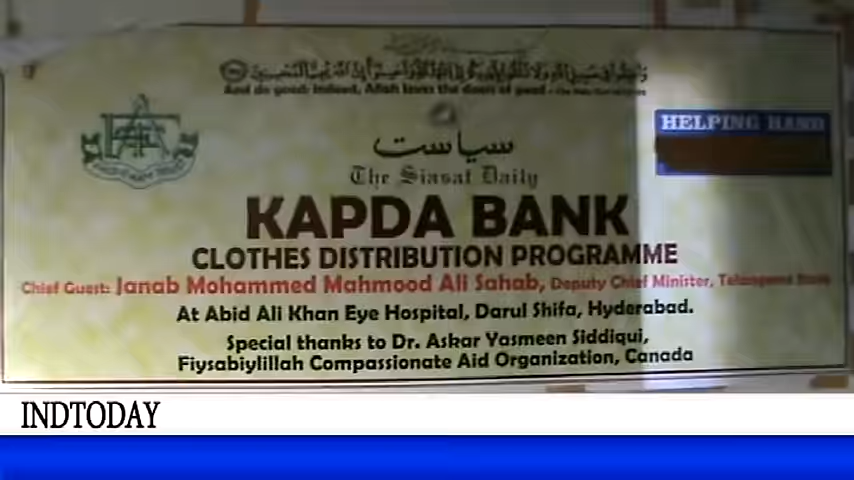 And do good: Indeed, Allah loves the doers of good
HELPING HAND
سیاست
The Siasat Daily
KAPDA BANK
CLOTHES DISTRIBUTION PROGRAMME
Chief Guest: Janab Mohammed Mahmood Ali Sahab, Deputy Chief Minister, Telangana State
At Abid Ali Khan Eye Hospital, Darul Shifa, Hyderabad.
Special thanks to Dr. Askar Yasmeen Siddiqui,
Fiysabiylillah Compassionate Aid Organization, Canada
INDTODAY